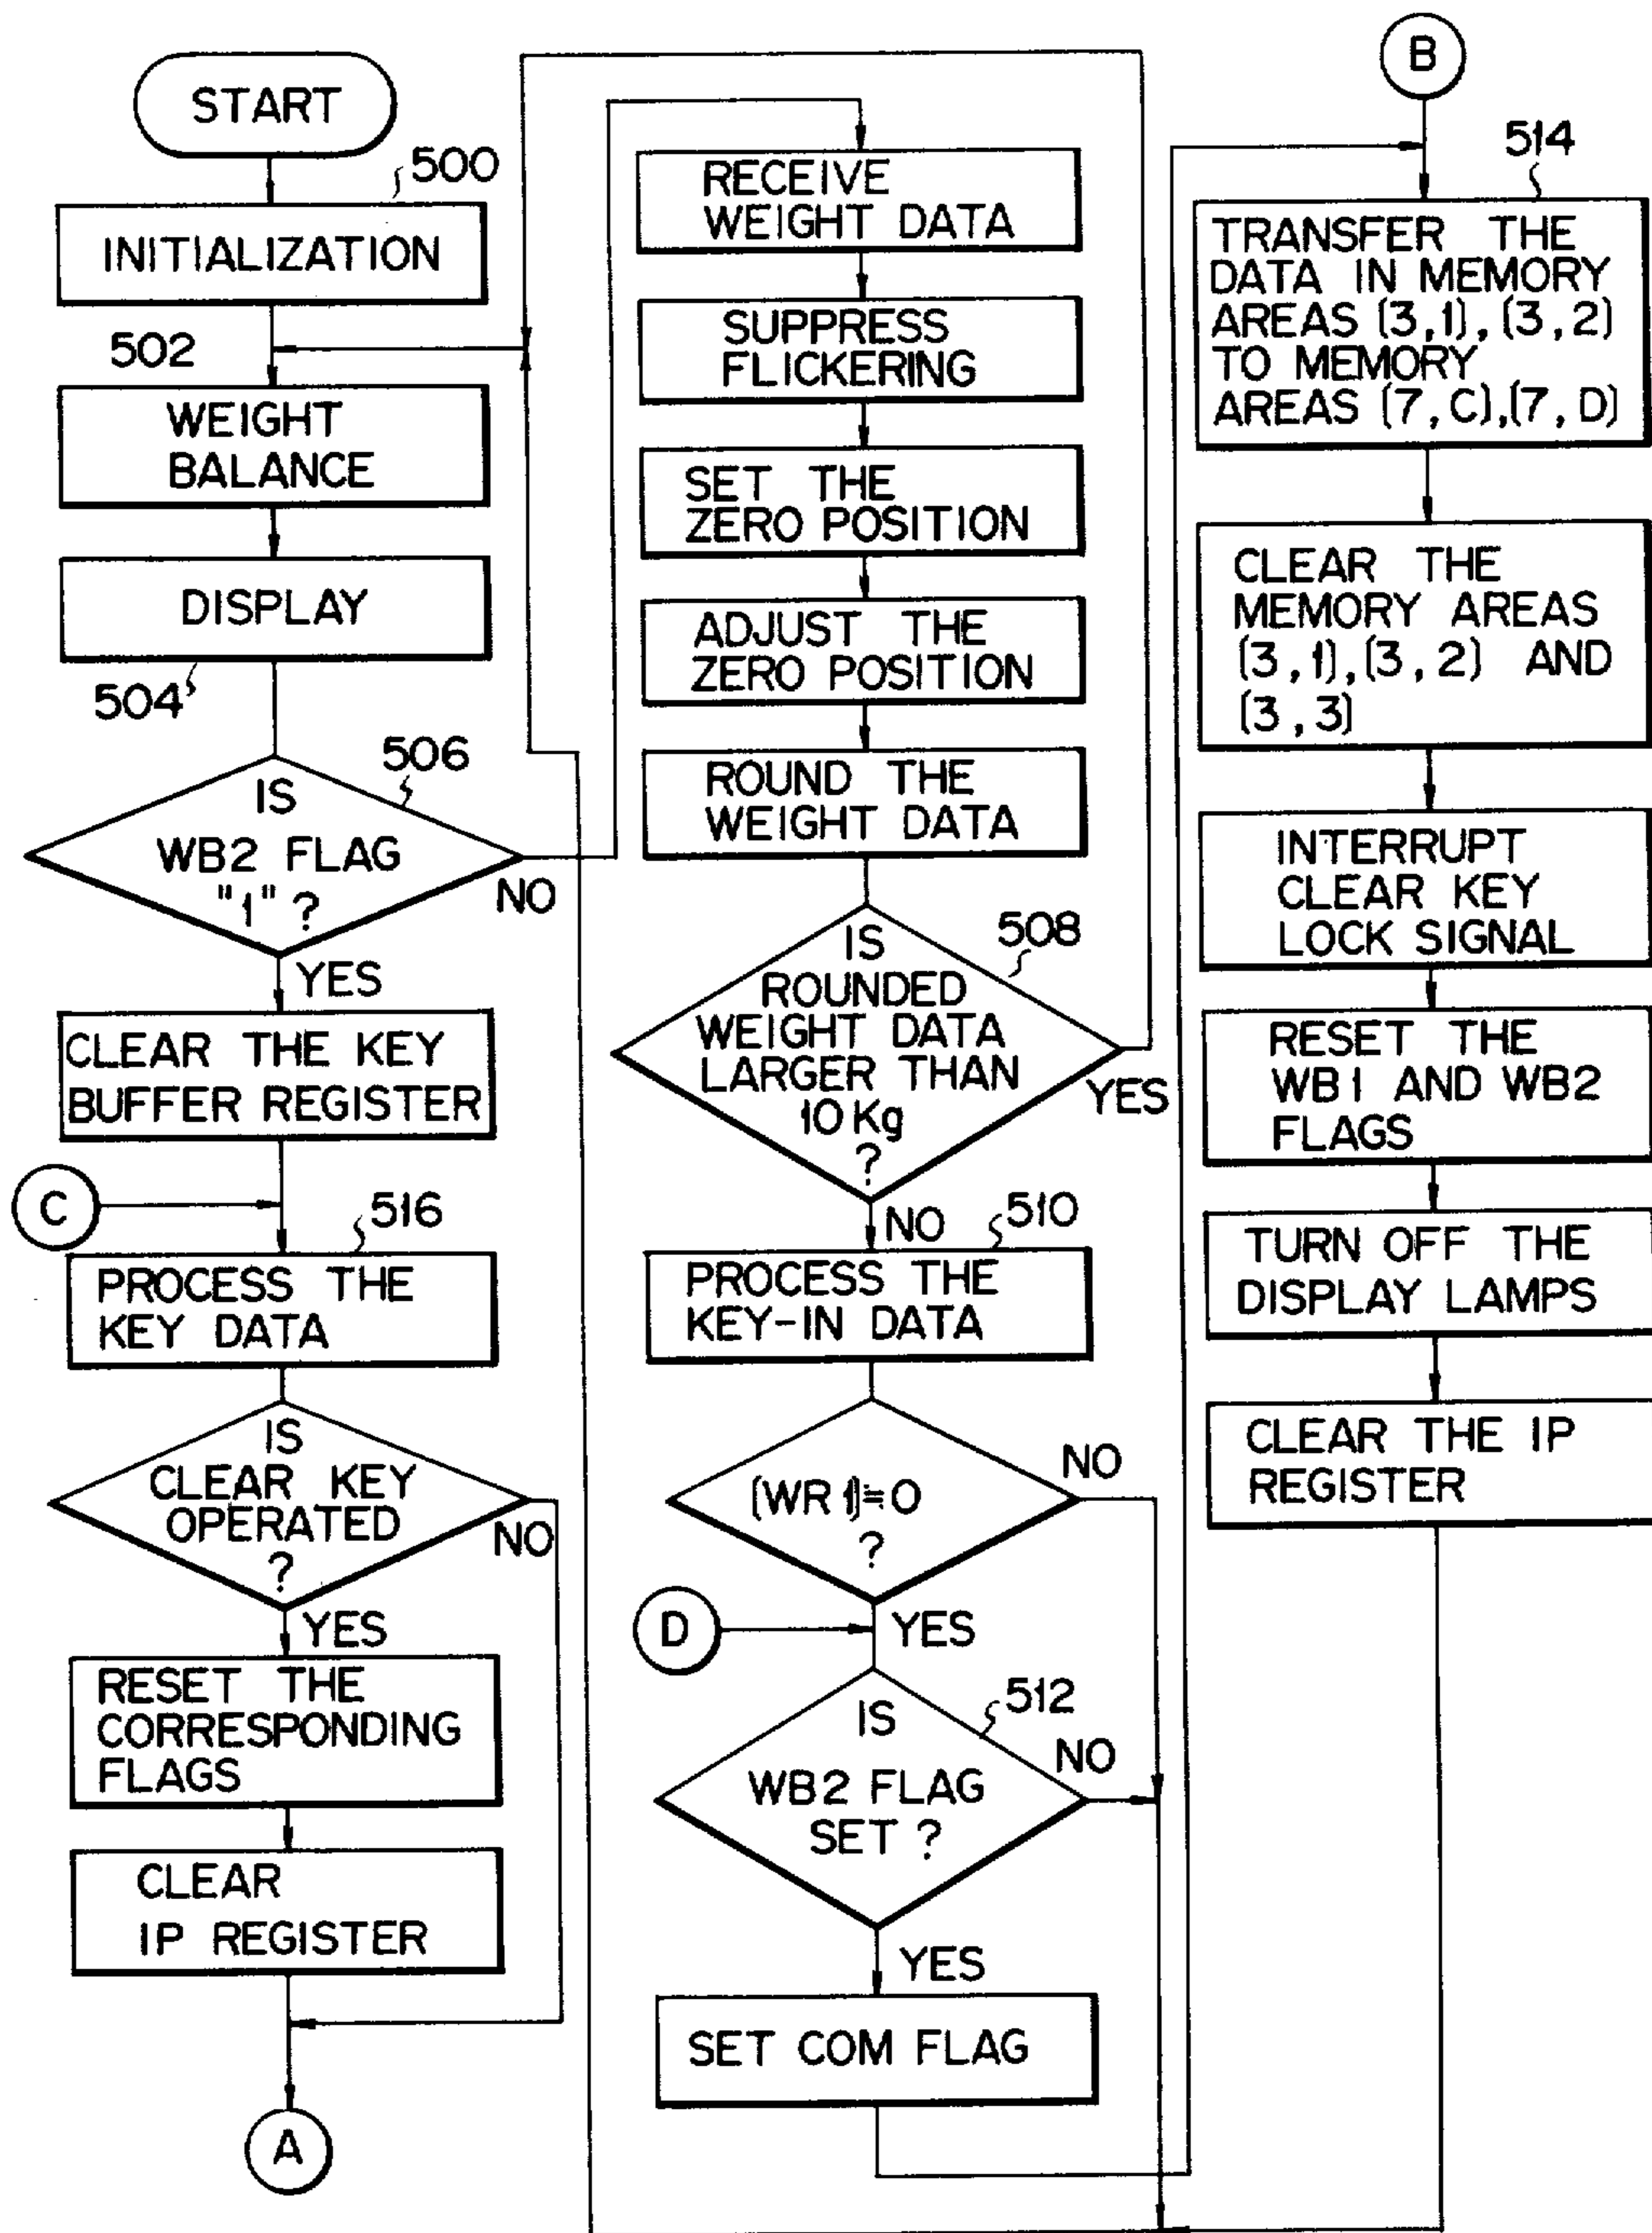 START
500
INITIALIZATION
502
WEIGHT
BALANCE
DISPLAY
504
506
IS
WB2 FLAG
"1" ?
NO
YES
CLEAR THE KEY
BUFFER REGISTER
C
516
PROCESS THE
KEY DATA
IS
CLEAR KEY
OPERATED
?
NO
YES
RESET THE
CORRESPONDING
FLAGS
CLEAR
IP REGISTER
A
RECEIVE
WEIGHT DATA
SUPPRESS
FLICKERING
SET THE
ZERO POSITION
ADJUST THE
ZERO POSITION
ROUND THE
WEIGHT DATA
508
IS
ROUNDED
WEIGHT DATA
LARGER THAN
10 Kg
?
YES
NO
510
PROCESS THE
KEY-IN DATA
NO
(WR 1)=0
?
D
YES
512
IS
WB2 FLAG
SET ?
NO
YES
SET COM FLAG
B
514
TRANSFER THE
DATA IN MEMORY
AREAS (3,1), (3,2)
TO MEMORY
AREAS (7,C),(7,D)
CLEAR THE
MEMORY AREAS
(3,1),(3,2) AND
(3,3)
INTERRUPT
CLEAR KEY
LOCK SIGNAL
RESET THE
WB1 AND WB2
FLAGS
TURN OFF THE
DISPLAY LAMPS
CLEAR THE IP
REGISTER